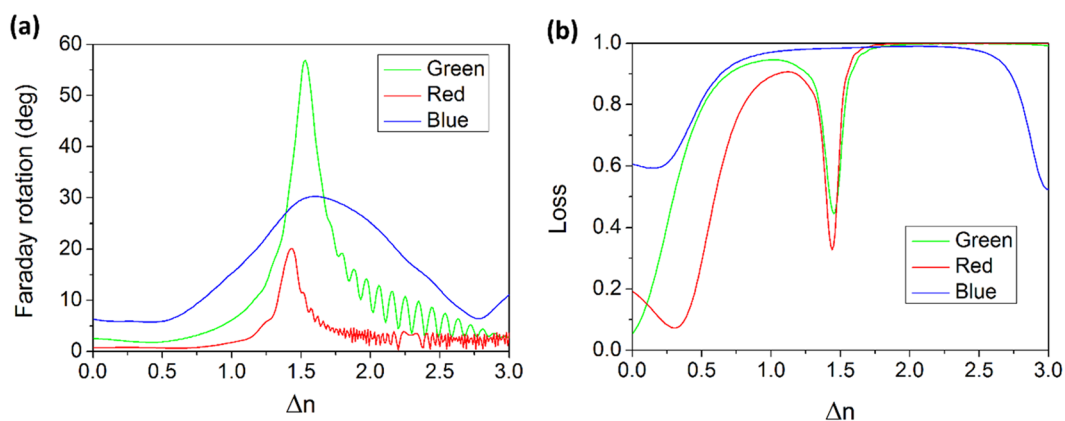 (a)
Faraday rotation (deg)
60
50
40
30
20
10
0
0.0 0.5 1.0 1.5 2.0 2.5 3.0
Δn
Green
Red
Blue
(b)
Loss
1.0
0.8
0.6
0.4
0.2
0.0
0.0 0.5 1.0 1.5 2.0 2.5 3.0
Δn
Green
Red
Blue